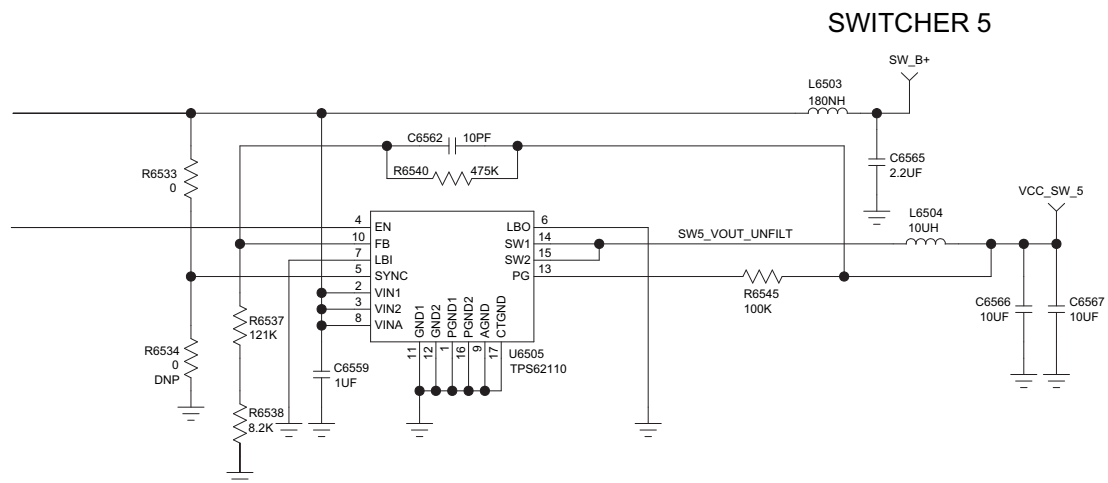 SWITCHER 5
SW_B+
L6503
180NH
C6562 10PF
R6540 475K
C6565
2.2UF
R6533
0
VCC_SW_5
L6504
10UH
4 EN
10 FB
7 LBI
5 SYNC
2 VIN1
3 VIN2
8 VINA
LBO 6
SW1 14
SW2 15
PG 13
SW5_VOUT_UNFILT
R6545
100K
C6566
10UF
C6567
10UF
GND1
GND2
PGND1
PGND2
AGND
CTGND
11
12
1
16
9
17
U6505
TPS62110
R6537
121K
R6534
0
DNP
C6559
1UF
R6538
8.2K